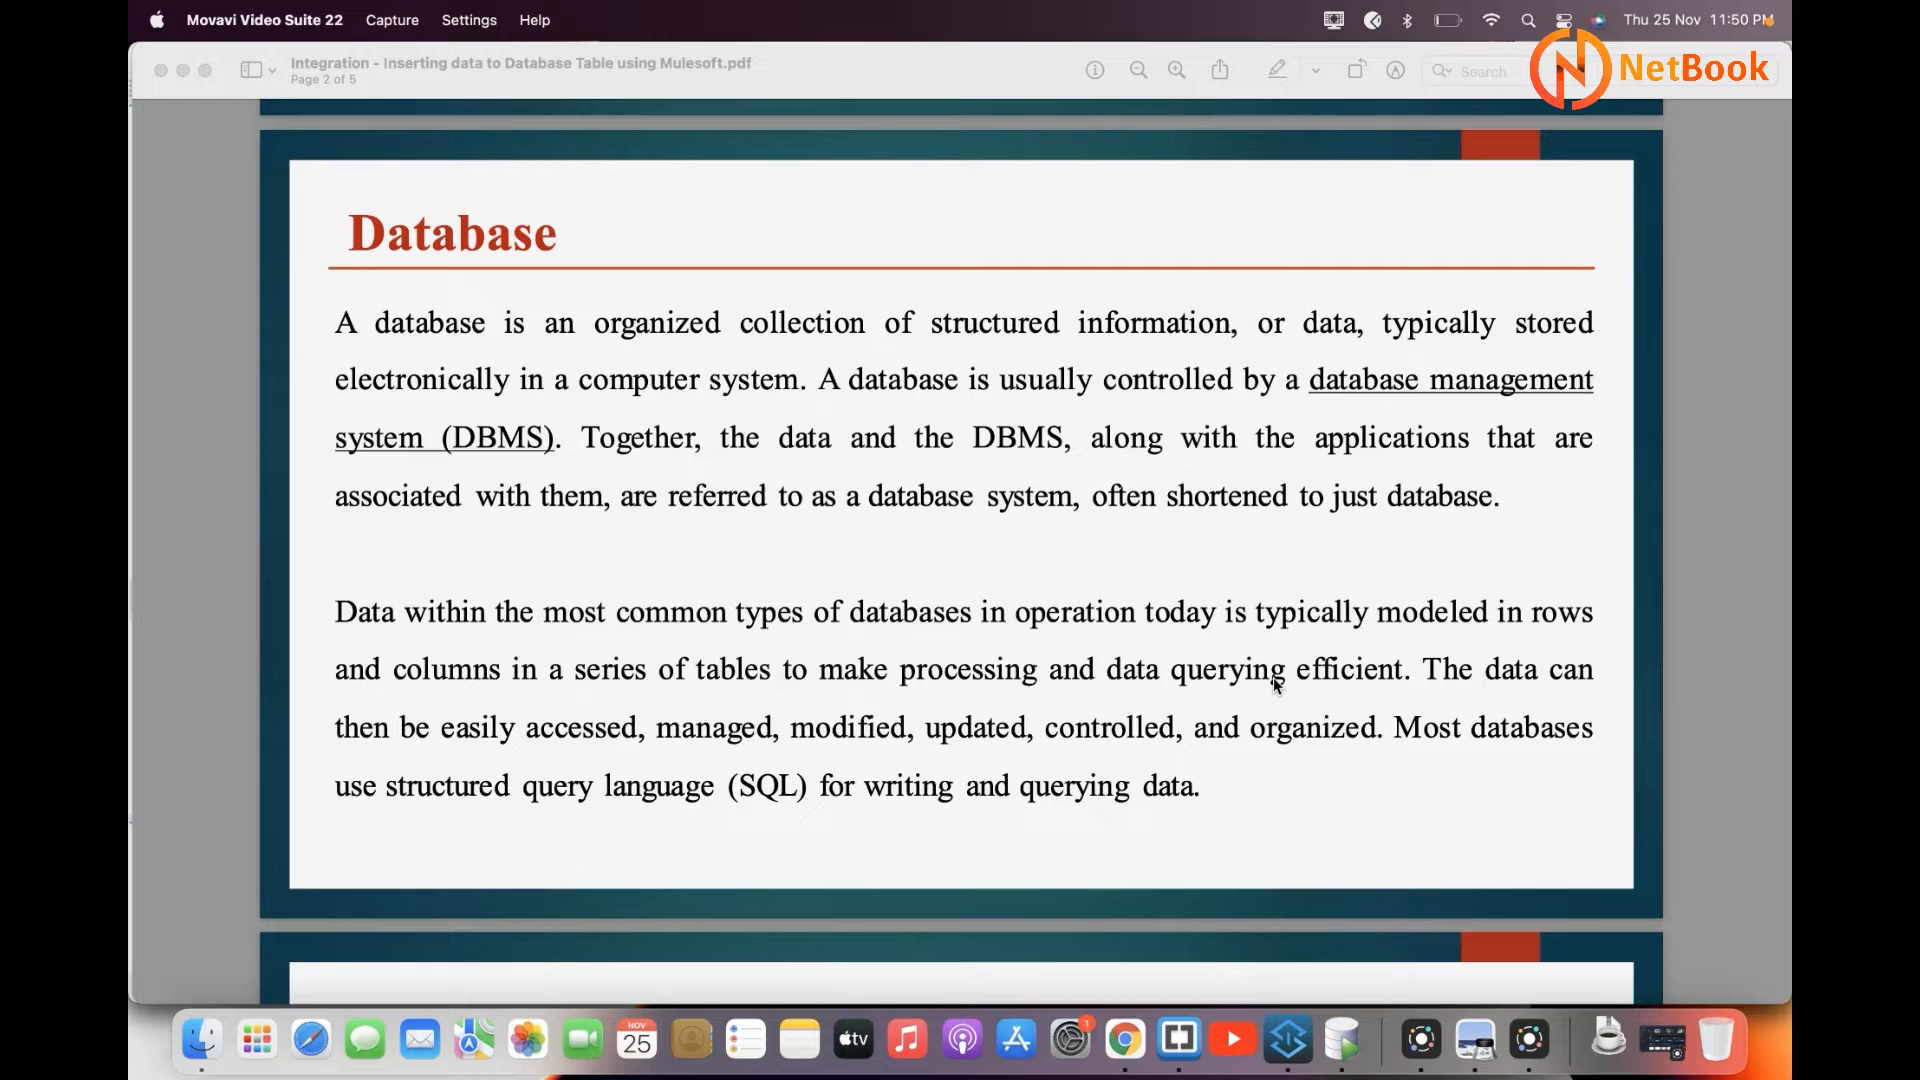 Movavi Video Suite 22 Capture Settings Help Thu 25 Nov 11:50 PM
Integration - Inserting data to Database Table using Mulesoft.pdf
Page 2 of 5
Search
NetBook
Database
A database is an organized collection of structured information, or data, typically stored
electronically in a computer system. A database is usually controlled by a database management
system (DBMS). Together, the data and the DBMS, along with the applications that are
associated with them, are referred to as a database system, often shortened to just database.
Data within the most common types of databases in operation today is typically modeled in rows
and columns in a series of tables to make processing and data querying efficient. The data can
then be easily accessed, managed, modified, updated, controlled, and organized. Most databases
use structured query language (SQL) for writing and querying data.
NOV
25
tv
1